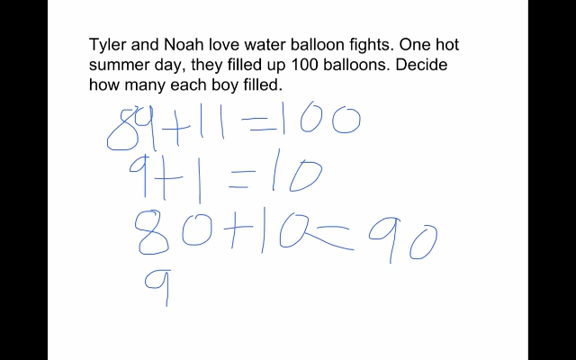 Tyler and Noah love water balloon fights. One hot
summer day, they filled up 100 balloons. Decide
how many each boy filled.
89+11=100
9+1=10
80+10=90
9